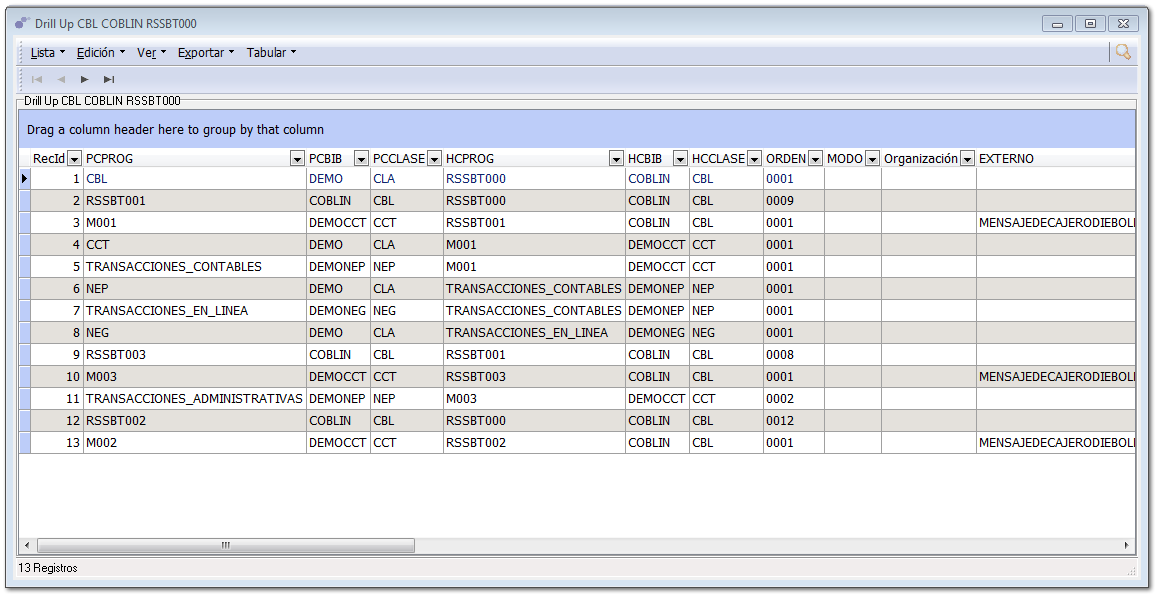 Drill Up CBL COBLIN RSSBT000
Lista Edición Ver Exportar Tabular
Drill Up CBL COBLIN RSSBT000
Drag a column header here to group by that column
RecId PCPROG PCBIB PCCLASE HCPROG HCBIB HCCLASE ORDEN MODO Organización EXTERNO
1 CBL DEMO CLA RSSBT000 COBLIN CBL 0001
2 RSSBT001 COBLIN CBL RSSBT000 COBLIN CBL 0009
3 M001 DEMOCCT CCT RSSBT001 COBLIN CBL 0001 MENSAJEDECAJERODIEBOL
4 CCT DEMO CLA M001 DEMOCCT CCT 0001
5 TRANSACCIONES_CONTABLES DEMONEP NEP M001 DEMOCCT CCT 0001
6 NEP DEMO CLA TRANSACCIONES_CONTABLES DEMONEP NEP 0001
7 TRANSACCIONES_EN_LINEA DEMONEG NEG TRANSACCIONES_CONTABLES DEMONEP NEP 0001
8 NEG DEMO CLA TRANSACCIONES_EN_LINEA DEMONEG NEG 0001
9 RSSBT003 COBLIN CBL RSSBT001 COBLIN CBL 0008
10 M003 DEMOCCT CCT RSSBT003 COBLIN CBL 0001 MENSAJEDECAJERODIEBOL
11 TRANSACCIONES_ADMINISTRATIVAS DEMONEP NEP M003 DEMOCCT CCT 0002
12 RSSBT002 COBLIN CBL RSSBT000 COBLIN CBL 0012
13 M002 DEMOCCT CCT RSSBT002 COBLIN CBL 0001 MENSAJEDECAJERODIEBOL
13 Registros